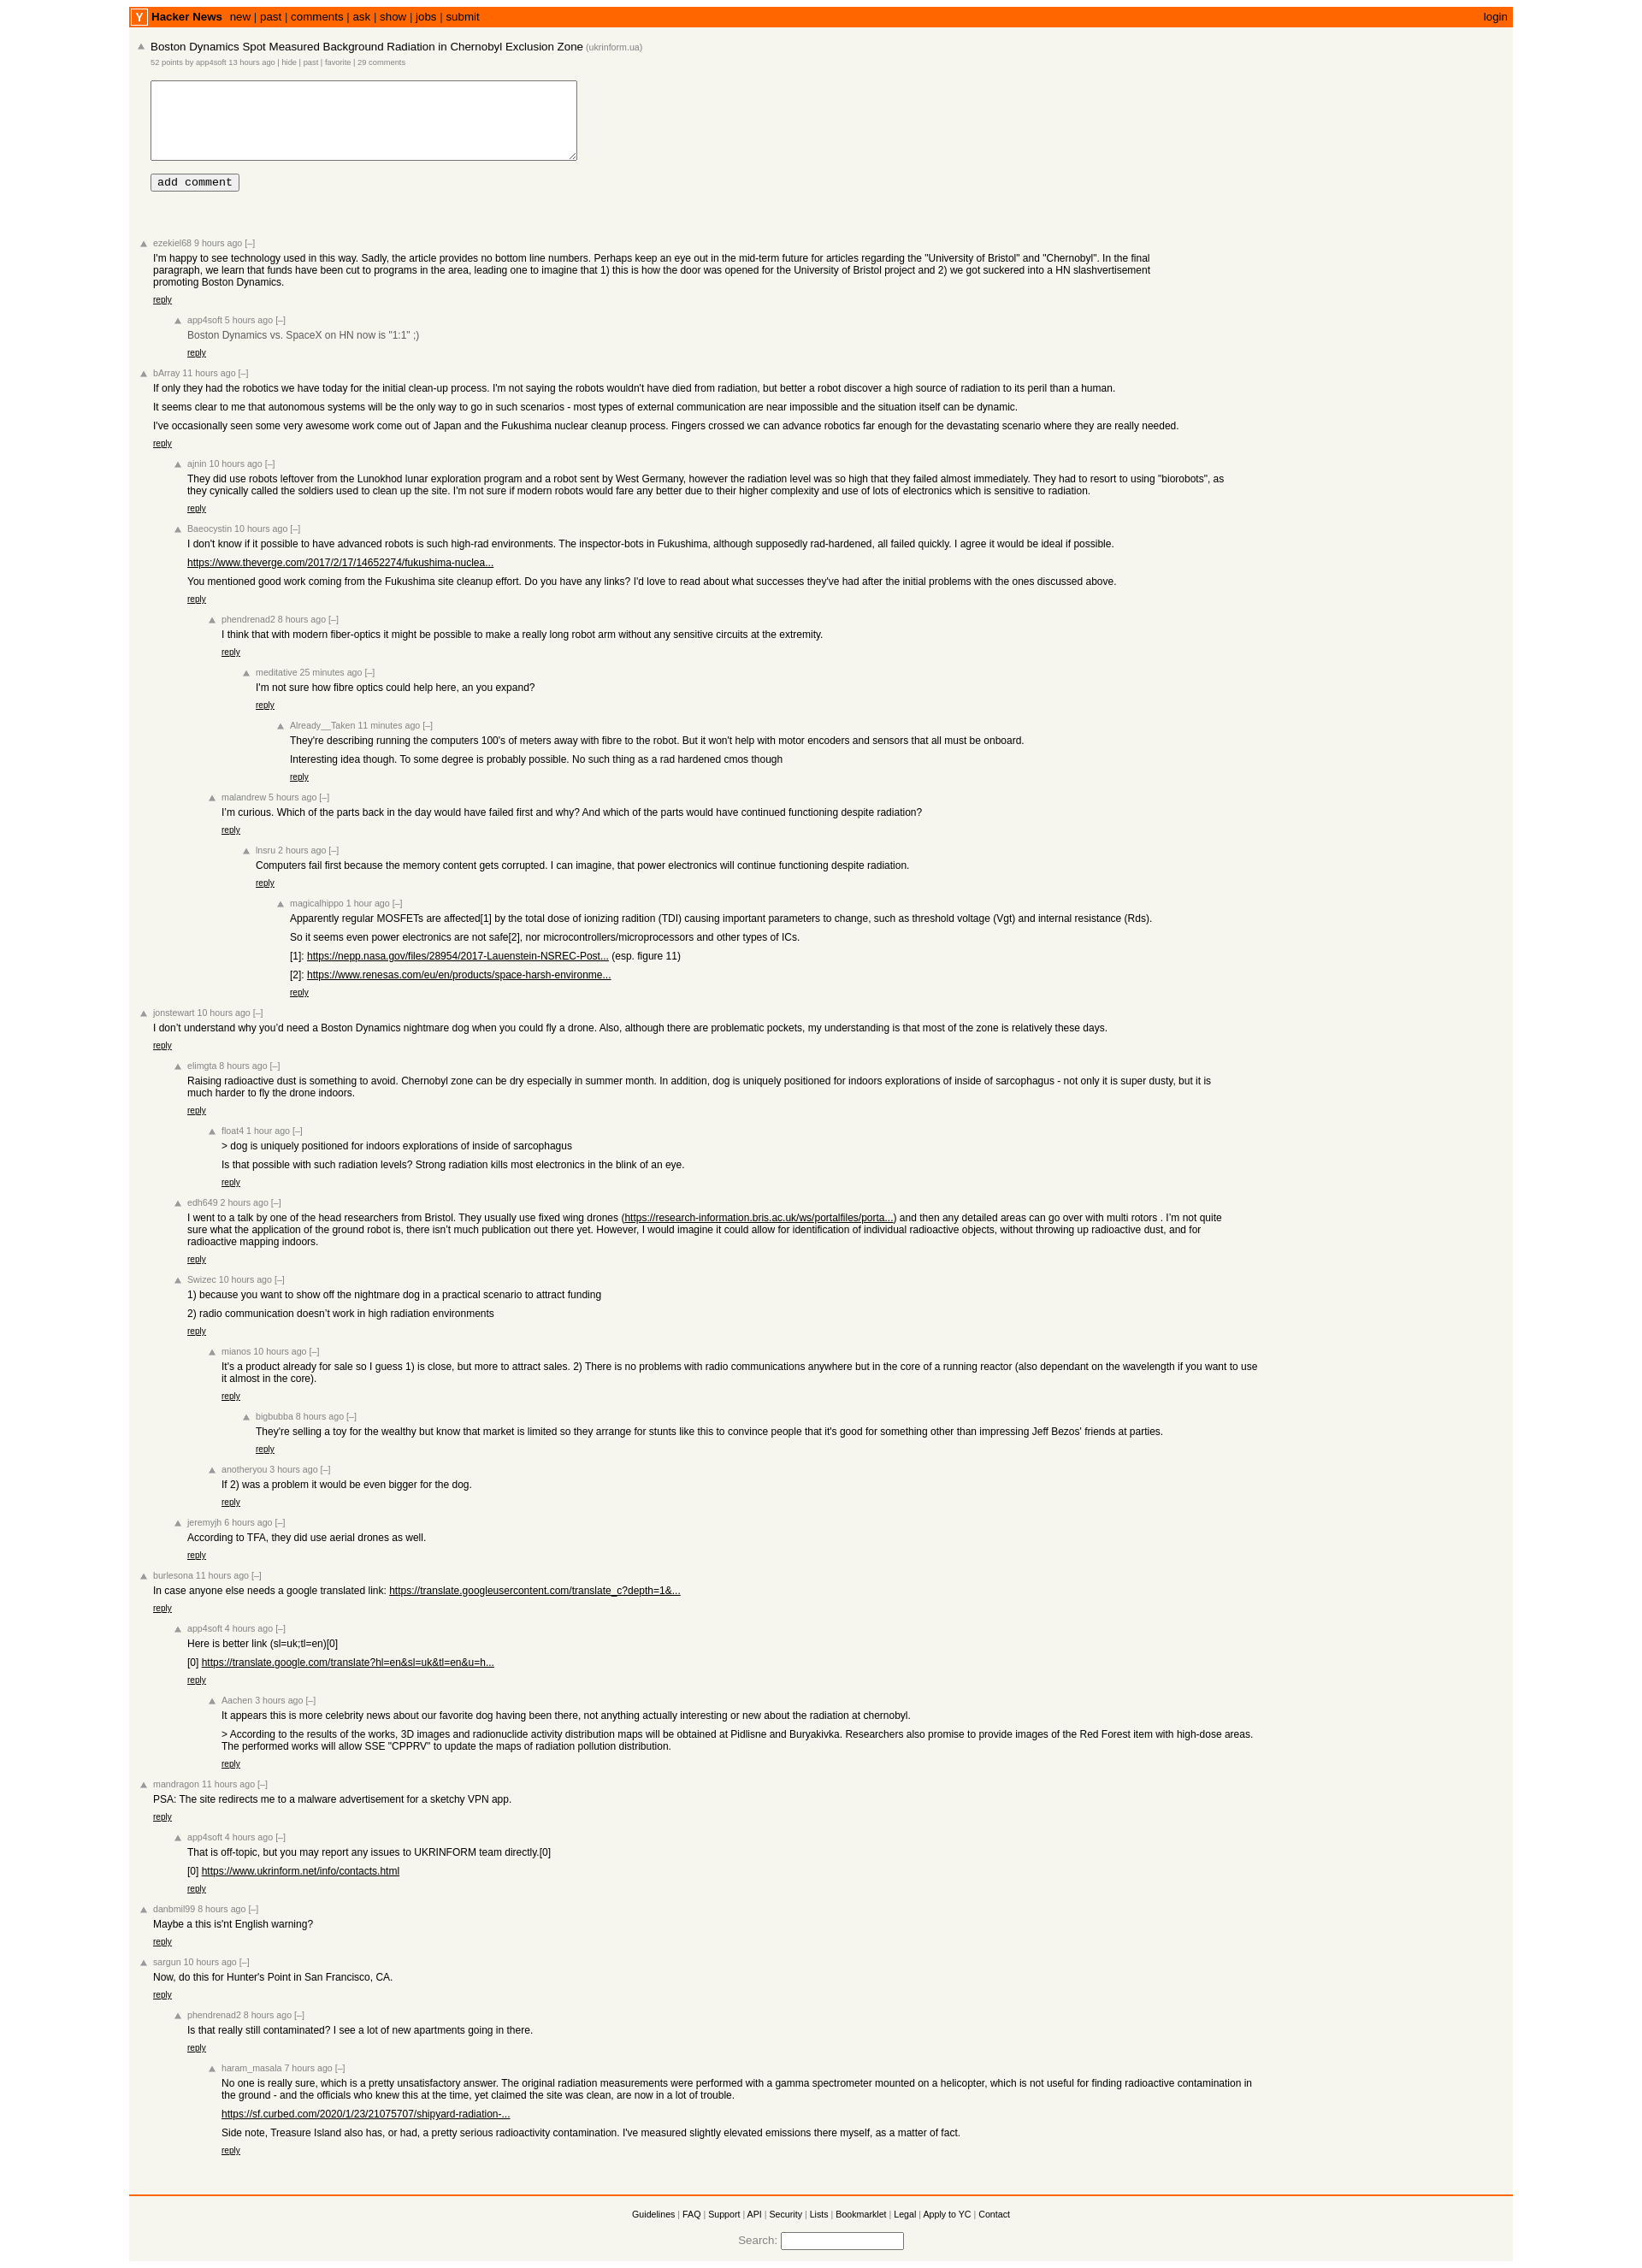 Y Hacker News new | past | comments | ask | show | jobs | submit login
Boston Dynamics Spot Measured Background Radiation in Chernobyl Exclusion Zone (ukrinform.ua)
52 points by app4soft 13 hours ago | hide | past | favorite | 29 comments
add comment
ezekiel68 9 hours ago [–]
I'm happy to see technology used in this way. Sadly, the article provides no bottom line numbers. Perhaps keep an eye out in the mid-term future for articles regarding the "University of Bristol" and "Chernobyl". In the final
paragraph, we learn that funds have been cut to programs in the area, leading one to imagine that 1) this is how the door was opened for the University of Bristol project and 2) we got suckered into a HN slashvertisement
promoting Boston Dynamics.
reply
app4soft 5 hours ago [–]
Boston Dynamics vs. SpaceX on HN now is "1:1" ;)
reply
bArray 11 hours ago [–]
If only they had the robotics we have today for the initial clean-up process. I'm not saying the robots wouldn't have died from radiation, but better a robot discover a high source of radiation to its peril than a human.
It seems clear to me that autonomous systems will be the only way to go in such scenarios - most types of external communication are near impossible and the situation itself can be dynamic.
I've occasionally seen some very awesome work come out of Japan and the Fukushima nuclear cleanup process. Fingers crossed we can advance robotics far enough for the devastating scenario where they are really needed.
reply
ajnin 10 hours ago [–]
They did use robots leftover from the Lunokhod lunar exploration program and a robot sent by West Germany, however the radiation level was so high that they failed almost immediately. They had to resort to using "biorobots", as
they cynically called the soldiers used to clean up the site. I'm not sure if modern robots would fare any better due to their higher complexity and use of lots of electronics which is sensitive to radiation.
reply
Baeocystin 10 hours ago [–]
I don't know if it possible to have advanced robots is such high-rad environments. The inspector-bots in Fukushima, although supposedly rad-hardened, all failed quickly. I agree it would be ideal if possible.
https://www.theverge.com/2017/2/17/14652274/fukushima-nuclea...
You mentioned good work coming from the Fukushima site cleanup effort. Do you have any links? I'd love to read about what successes they've had after the initial problems with the ones discussed above.
reply
phendrenad2 8 hours ago [–]
I think that with modern fiber-optics it might be possible to make a really long robot arm without any sensitive circuits at the extremity.
reply
meditative 25 minutes ago [–]
I'm not sure how fibre optics could help here, an you expand?
reply
Already__Taken 11 minutes ago [–]
They're describing running the computers 100's of meters away with fibre to the robot. But it won't help with motor encoders and sensors that all must be onboard.
Interesting idea though. To some degree is probably possible. No such thing as a rad hardened cmos though
reply
malandrew 5 hours ago [–]
I’m curious. Which of the parts back in the day would have failed first and why? And which of the parts would have continued functioning despite radiation?
reply
lnsru 2 hours ago [–]
Computers fail first because the memory content gets corrupted. I can imagine, that power electronics will continue functioning despite radiation.
reply
magicalhippo 1 hour ago [–]
Apparently regular MOSFETs are affected[1] by the total dose of ionizing radition (TDI) causing important parameters to change, such as threshold voltage (Vgt) and internal resistance (Rds).
So it seems even power electronics are not safe[2], nor microcontrollers/microprocessors and other types of ICs.
[1]: https://nepp.nasa.gov/files/28954/2017-Lauenstein-NSREC-Post... (esp. figure 11)
[2]: https://www.renesas.com/eu/en/products/space-harsh-environme...
reply
jonstewart 10 hours ago [–]
I don’t understand why you’d need a Boston Dynamics nightmare dog when you could fly a drone. Also, although there are problematic pockets, my understanding is that most of the zone is relatively these days.
reply
elimgta 8 hours ago [–]
Raising radioactive dust is something to avoid. Chernobyl zone can be dry especially in summer month. In addition, dog is uniquely positioned for indoors explorations of inside of sarcophagus - not only it is super dusty, but it is
much harder to fly the drone indoors.
reply
float4 1 hour ago [–]
> dog is uniquely positioned for indoors explorations of inside of sarcophagus
Is that possible with such radiation levels? Strong radiation kills most electronics in the blink of an eye.
reply
edh649 2 hours ago [–]
I went to a talk by one of the head researchers from Bristol. They usually use fixed wing drones (https://research-information.bris.ac.uk/ws/portalfiles/porta...) and then any detailed areas can go over with multi rotors . I’m not quite
sure what the application of the ground robot is, there isn’t much publication out there yet. However, I would imagine it could allow for identification of individual radioactive objects, without throwing up radioactive dust, and for
radioactive mapping indoors.
reply
Swizec 10 hours ago [–]
1) because you want to show off the nightmare dog in a practical scenario to attract funding
2) radio communication doesn’t work in high radiation environments
reply
mianos 10 hours ago [–]
It's a product already for sale so I guess 1) is close, but more to attract sales. 2) There is no problems with radio communications anywhere but in the core of a running reactor (also dependant on the wavelength if you want to use
it almost in the core).
reply
bigbubba 8 hours ago [–]
They're selling a toy for the wealthy but know that market is limited so they arrange for stunts like this to convince people that it's good for something other than impressing Jeff Bezos' friends at parties.
reply
anotheryou 3 hours ago [–]
If 2) was a problem it would be even bigger for the dog.
reply
jeremyjh 6 hours ago [–]
According to TFA, they did use aerial drones as well.
reply
burlesona 11 hours ago [–]
In case anyone else needs a google translated link: https://translate.googleusercontent.com/translate_c?depth=1&...
reply
app4soft 4 hours ago [–]
Here is better link (sl=uk;tl=en)[0]
[0] https://translate.google.com/translate?hl=en&sl=uk&tl=en&u=h...
reply
Aachen 3 hours ago [–]
It appears this is more celebrity news about our favorite dog having been there, not anything actually interesting or new about the radiation at chernobyl.
> According to the results of the works, 3D images and radionuclide activity distribution maps will be obtained at Pidlisne and Buryakivka. Researchers also promise to provide images of the Red Forest item with high-dose areas.
The performed works will allow SSE "CPPRV" to update the maps of radiation pollution distribution.
reply
mandragon 11 hours ago [–]
PSA: The site redirects me to a malware advertisement for a sketchy VPN app.
reply
app4soft 4 hours ago [–]
That is off-topic, but you may report any issues to UKRINFORM team directly.[0]
[0] https://www.ukrinform.net/info/contacts.html
reply
danbmil99 8 hours ago [–]
Maybe a this is'nt English warning?
reply
sargun 10 hours ago [–]
Now, do this for Hunter's Point in San Francisco, CA.
reply
phendrenad2 8 hours ago [–]
Is that really still contaminated? I see a lot of new apartments going in there.
reply
haram_masala 7 hours ago [–]
No one is really sure, which is a pretty unsatisfactory answer. The original radiation measurements were performed with a gamma spectrometer mounted on a helicopter, which is not useful for finding radioactive contamination in
the ground - and the officials who knew this at the time, yet claimed the site was clean, are now in a lot of trouble.
https://sf.curbed.com/2020/1/23/21075707/shipyard-radiation-...
Side note, Treasure Island also has, or had, a pretty serious radioactivity contamination. I've measured slightly elevated emissions there myself, as a matter of fact.
reply
Guidelines | FAQ | Support | API | Security | Lists | Bookmarklet | Legal | Apply to YC | Contact
Search: